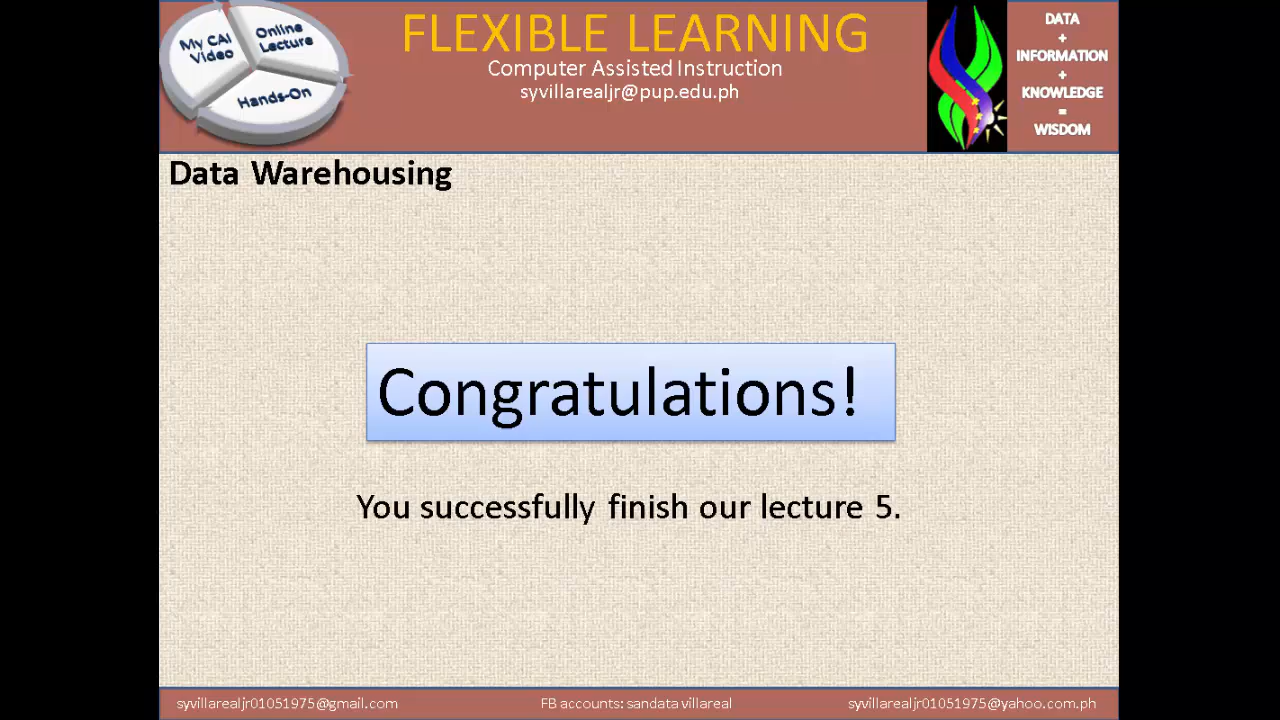 My CAI
Video
Online
Lecture
Hands-On
FLEXIBLE LEARNING
Computer Assisted Instruction
syvillarealjr@pup.edu.ph
DATA
+
INFORMATION
+
KNOWLEDGE
=
WISDOM
Data Warehousing
Congratulations!
You successfully finish our lecture 5.
syvillarealjr01051975@gmail.com
FB accounts: sandata villareal
syvillarealjr01051975@yahoo.com.ph